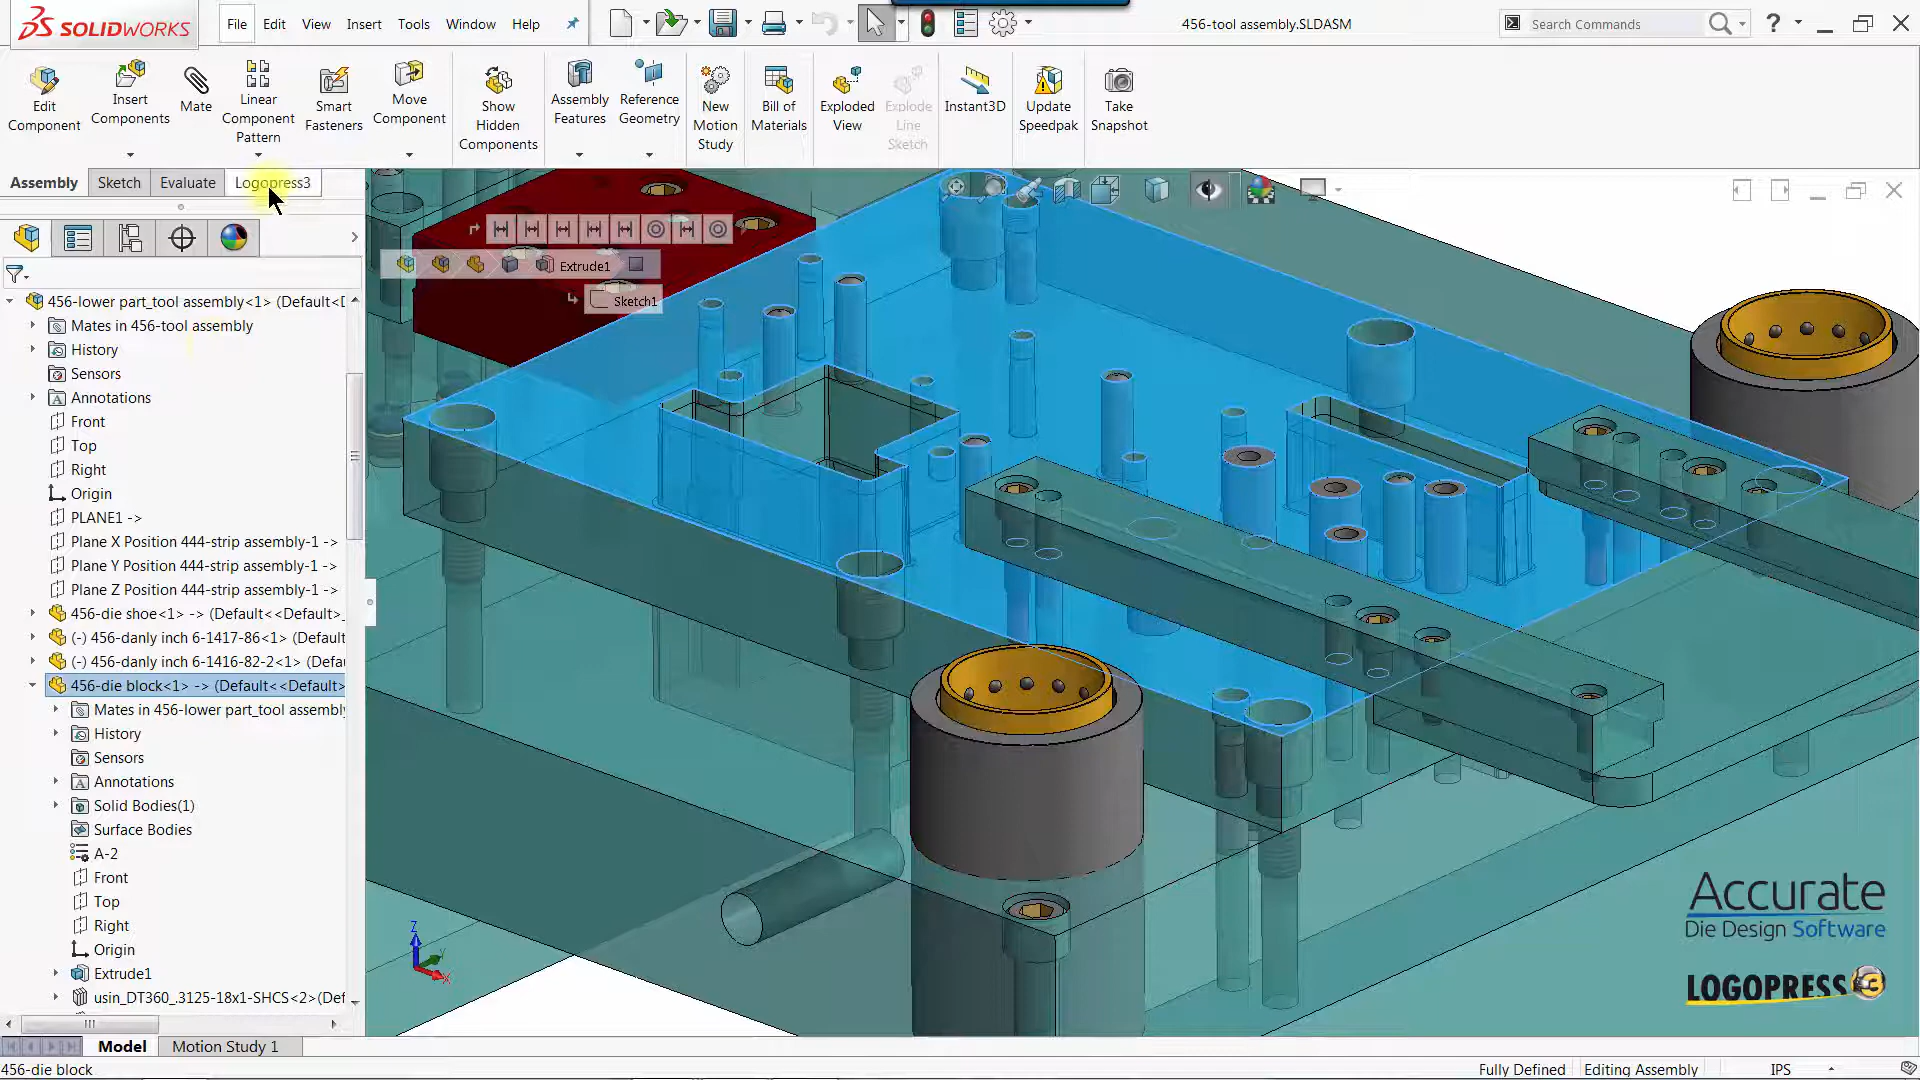 SOLIDWORKS
File Edit View Insert Tools Window Help
456-tool assembly.SLDASM
Search Commands
?
Edit Component
Insert Components
Mate
Linear Component Pattern
Smart Fasteners
Move Component
Show Hidden Components
Assembly Features
Reference Geometry
New Motion Study
Bill of Materials
Exploded View
Explode Line Sketch
Instant3D
Update Speedpak
Take Snapshot
Assembly Sketch Evaluate Logopress3
Extrude1
Sketch1
456-lower part_tool assembly<1> (Default<[
Mates in 456-tool assembly
History
Sensors
Annotations
Front
Top
Right
Origin
PLANE1 ->
Plane X Position 444-strip assembly-1 ->
Plane Y Position 444-strip assembly-1 ->
Plane Z Position 444-strip assembly-1 ->
456-die shoe<1> -> (Default<<Default>_
(-) 456-danly inch 6-1417-86<1> (Default
(-) 456-danly inch 6-1416-82-2<1> (Defau
456-die block<1> -> (Default<<Default>
Mates in 456-lower part_tool assembly
History
Sensors
Annotations
Solid Bodies(1)
Surface Bodies
A-2
Front
Top
Right
Origin
Extrude1
usin_DT360_.3125-18x1-SHCS<2>(Def
Z
Y
X
Accurate
Die Design Software
LOGOPRESS3
Model Motion Study 1
456-die block
Fully Defined Editing Assembly IPS